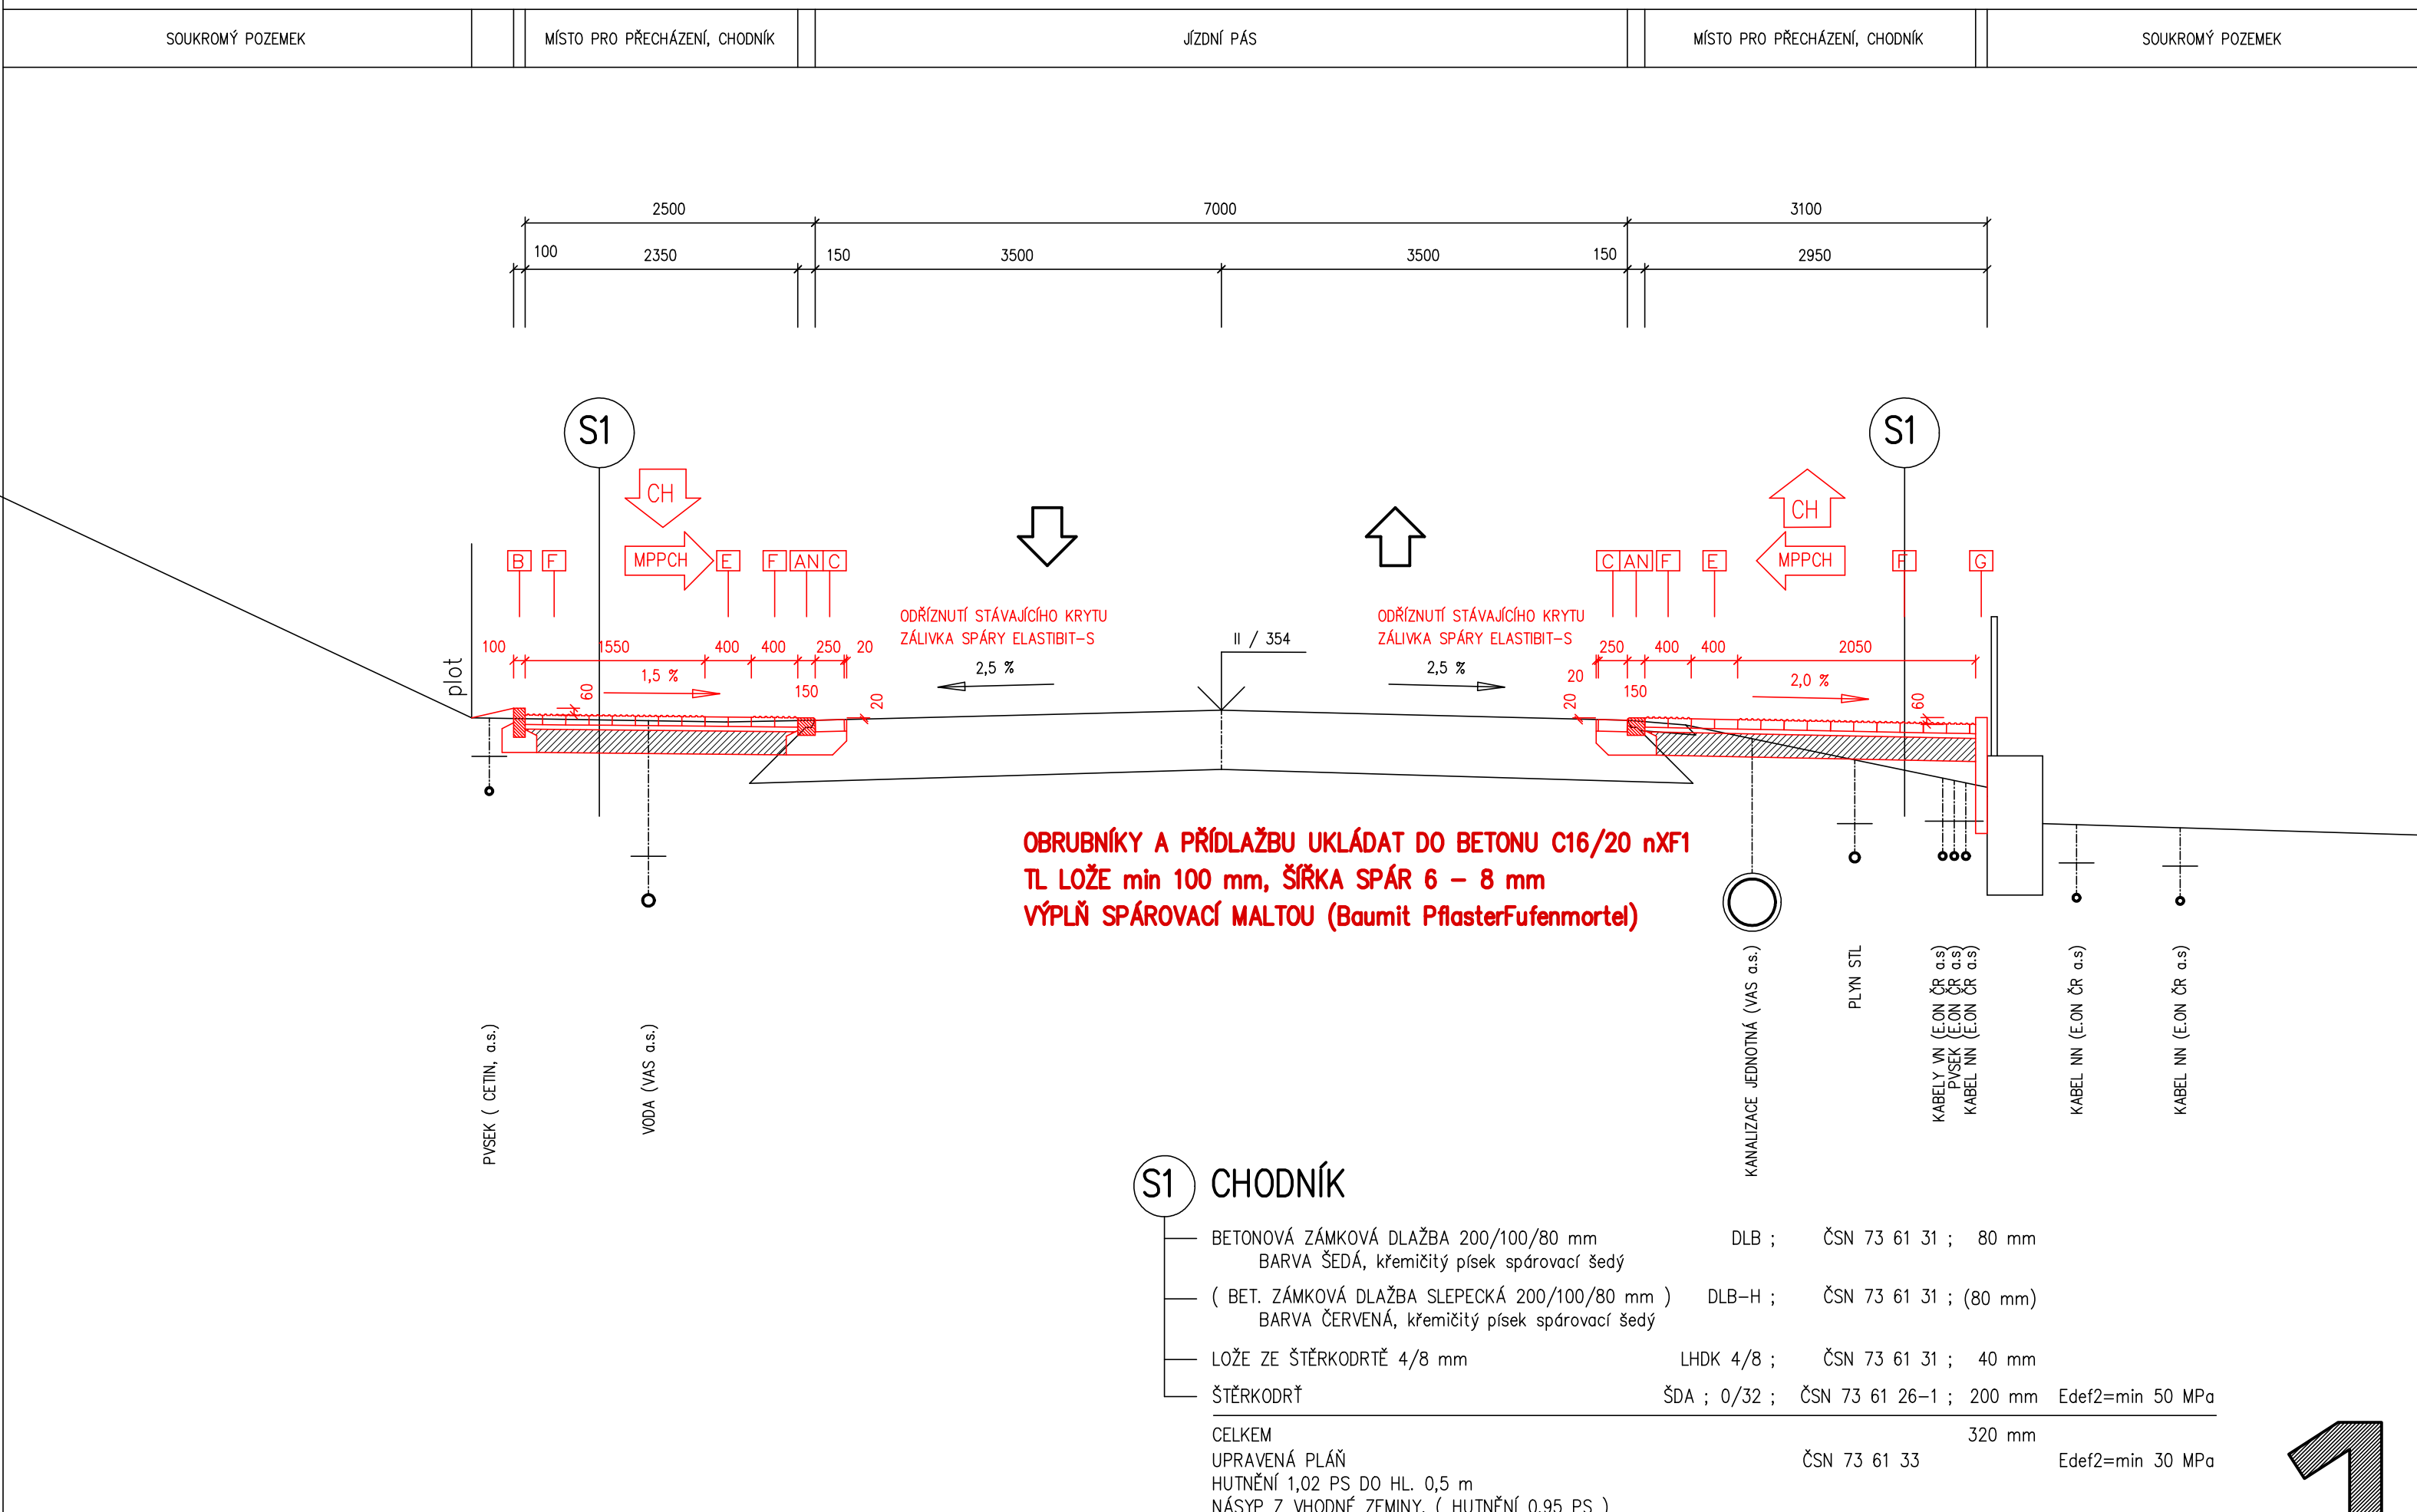 SOUKROMÝ POZEMEK
MÍSTO PRO PŘECHÁZENÍ, CHODNÍK
JÍZDNÍ PÁS
MÍSTO PRO PŘECHÁZENÍ, CHODNÍK
SOUKROMÝ POZEMEK
2500 7000 3100
100 2350 150 3500 3500 150 2950
S1 S1
CH CH
B F MPPCH E F AN C
C AN F E MPPCH F G
ODŘÍZNUTÍ STÁVAJÍCÍHO KRYTU
ZÁLIVKA SPÁRY ELASTIBIT-S
ODŘÍZNUTÍ STÁVAJÍCÍHO KRYTU
ZÁLIVKA SPÁRY ELASTIBIT-S
II / 354
plot
100 1550 400 400 250 20
1,5 %
60
150
20
2,5 %
2,5 %
250 400 400 2050
20
20
150
2,0 %
60
OBRUBNÍKY A PŘÍDLAŽBU UKLÁDAT DO BETONU C16/20 nXF1
TL LOŽE min 100 mm, ŠÍŘKA SPÁR 6 – 8 mm
VÝPLŇ SPÁROVACÍ MALTOU (Baumit PflasterFufenmortel)
PVSEK ( CETIN, a.s.)
VODA (VAS a.s.)
KANALIZACE JEDNOTNÁ (VAS a.s.)
PLYN STL
KABELY VN (E.ON ČR a.s)
PVSEK (E.ON ČR a.s)
KABEL NN (E.ON ČR a.s)
KABEL NN (E.ON ČR a.s)
KABEL NN (E.ON ČR a.s)
S1 CHODNÍK
BETONOVÁ ZÁMKOVÁ DLAŽBA 200/100/80 mm DLB ; ČSN 73 61 31 ; 80 mm
BARVA ŠEDÁ, křemičitý písek spárovací šedý
( BET. ZÁMKOVÁ DLAŽBA SLEPECKÁ 200/100/80 mm ) DLB-H ; ČSN 73 61 31 ; (80 mm)
BARVA ČERVENÁ, křemičitý písek spárovací šedý
LOŽE ZE ŠTĚRKODRTĚ 4/8 mm LHDK 4/8 ; ČSN 73 61 31 ; 40 mm
ŠTĚRKODRŤ ŠDA ; 0/32 ; ČSN 73 61 26-1 ; 200 mm Edef2=min 50 MPa
CELKEM 320 mm
UPRAVENÁ PLÁŇ ČSN 73 61 33 Edef2=min 30 MPa
HUTNĚNÍ 1,02 PS DO HL. 0,5 m
NÁSYP Z VHODNÉ ZEMINY, ( HUTNĚNÍ 0,95 PS )
1